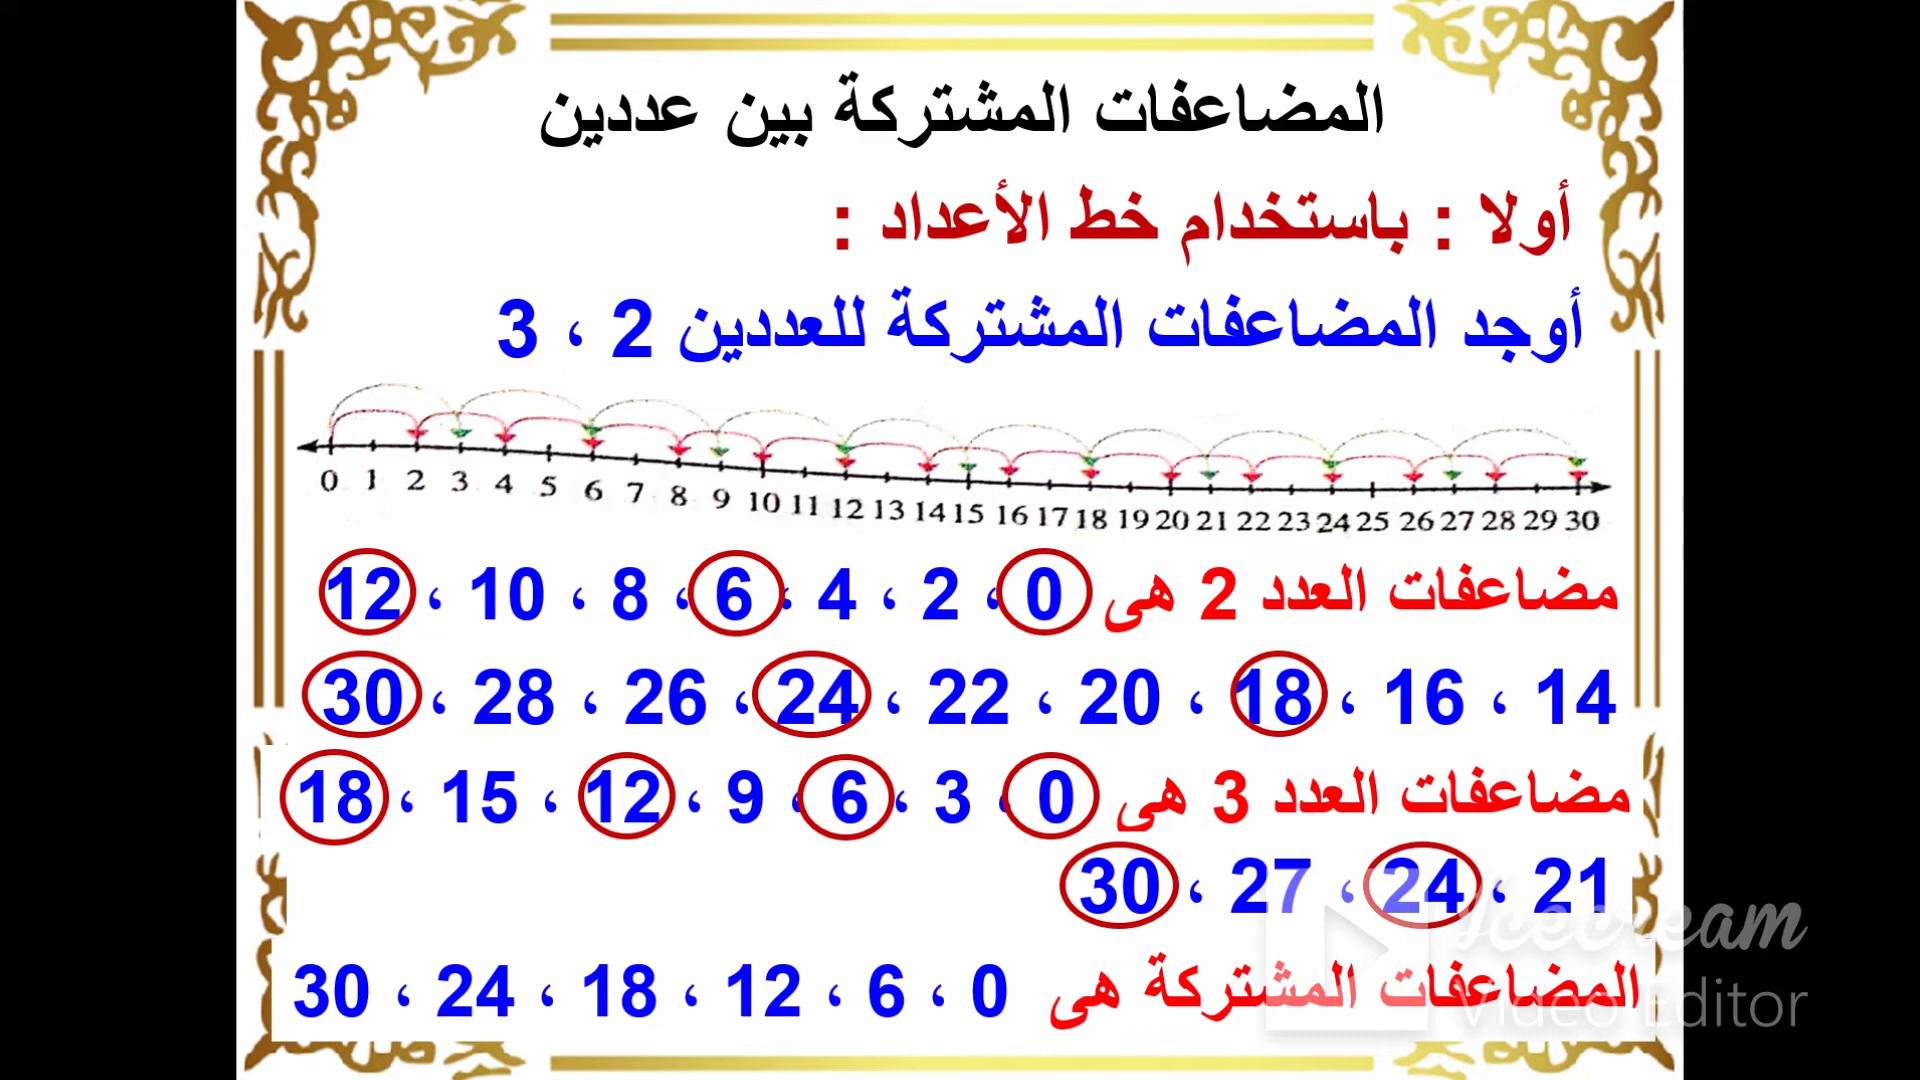 المضاعفات المشتركة بين عددين
أولا : باستخدام خط الأعداد :
أوجد المضاعفات المشتركة للعددين 2 ، 3
0 1 2 3 4 5 6 7 8 9 10 11 12 13 14 15 16 17 18 19 20 21 22 23 24 25 26 27 28 29 30
مضاعفات العدد 2 هى 0 ، 2 ، 4 ، 6 ، 8 ، 10 ، 12
14 ، 16 ، 18 ، 20 ، 22 ، 24 ، 26 ، 28 ، 30
مضاعفات العدد 3 هى 0 ، 3 ، 6 ، 9 ، 12 ، 15 ، 18
21 ، 24 ، 27 ، 30
المضاعفات المشتركة هى 0 ، 6 ، 12 ، 18 ، 24 ، 30
Icecream
Video Editor